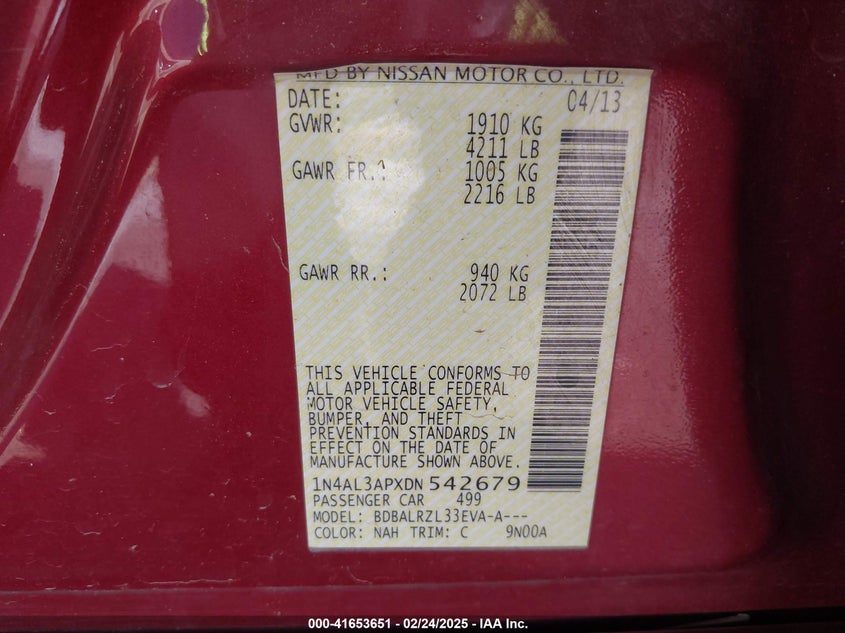 MFD BY NISSAN MOTOR CO., LTD.
DATE: 04/13
GVWR: 1910 KG
4211 LB
GAWR FR.: 1005 KG
2216 LB
GAWR RR.: 940 KG
2072 LB
THIS VEHICLE CONFORMS TO
ALL APPLICABLE FEDERAL
MOTOR VEHICLE SAFETY,
BUMPER, AND THEFT
PREVENTION STANDARDS IN
EFFECT ON THE DATE OF
MANUFACTURE SHOWN ABOVE.
1N4AL3APXDN542679
PASSENGER CAR 499
MODEL: BDBALRZL33EVA-A---
COLOR: NAH TRIM: C 9N00A
000-41653651 - 02/24/2025 - IAA Inc.